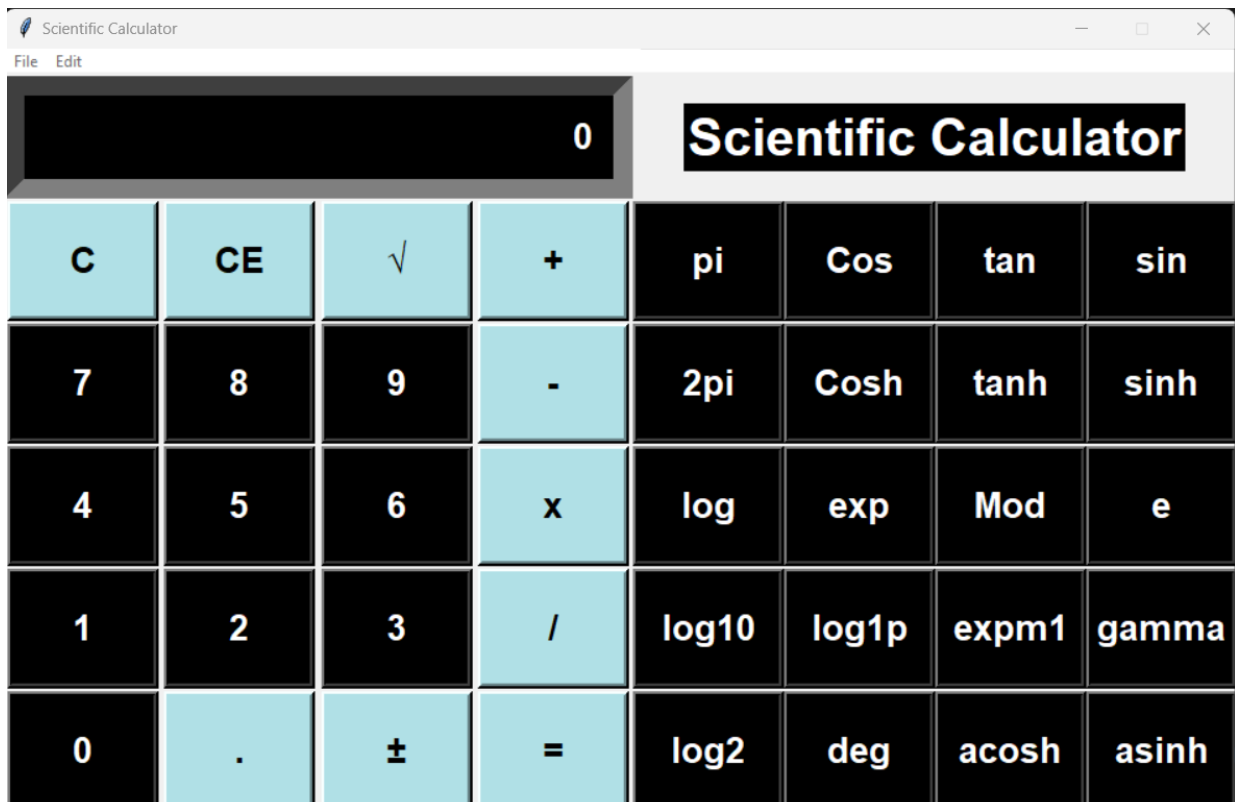 Scientific Calculator
File Edit
0 Scientific Calculator
C CE √ + pi Cos tan sin
7 8 9 - 2pi Cosh tanh sinh
4 5 6 x log exp Mod e
1 2 3 / log10 log1p expm1 gamma
0 . ± = log2 deg acosh asinh